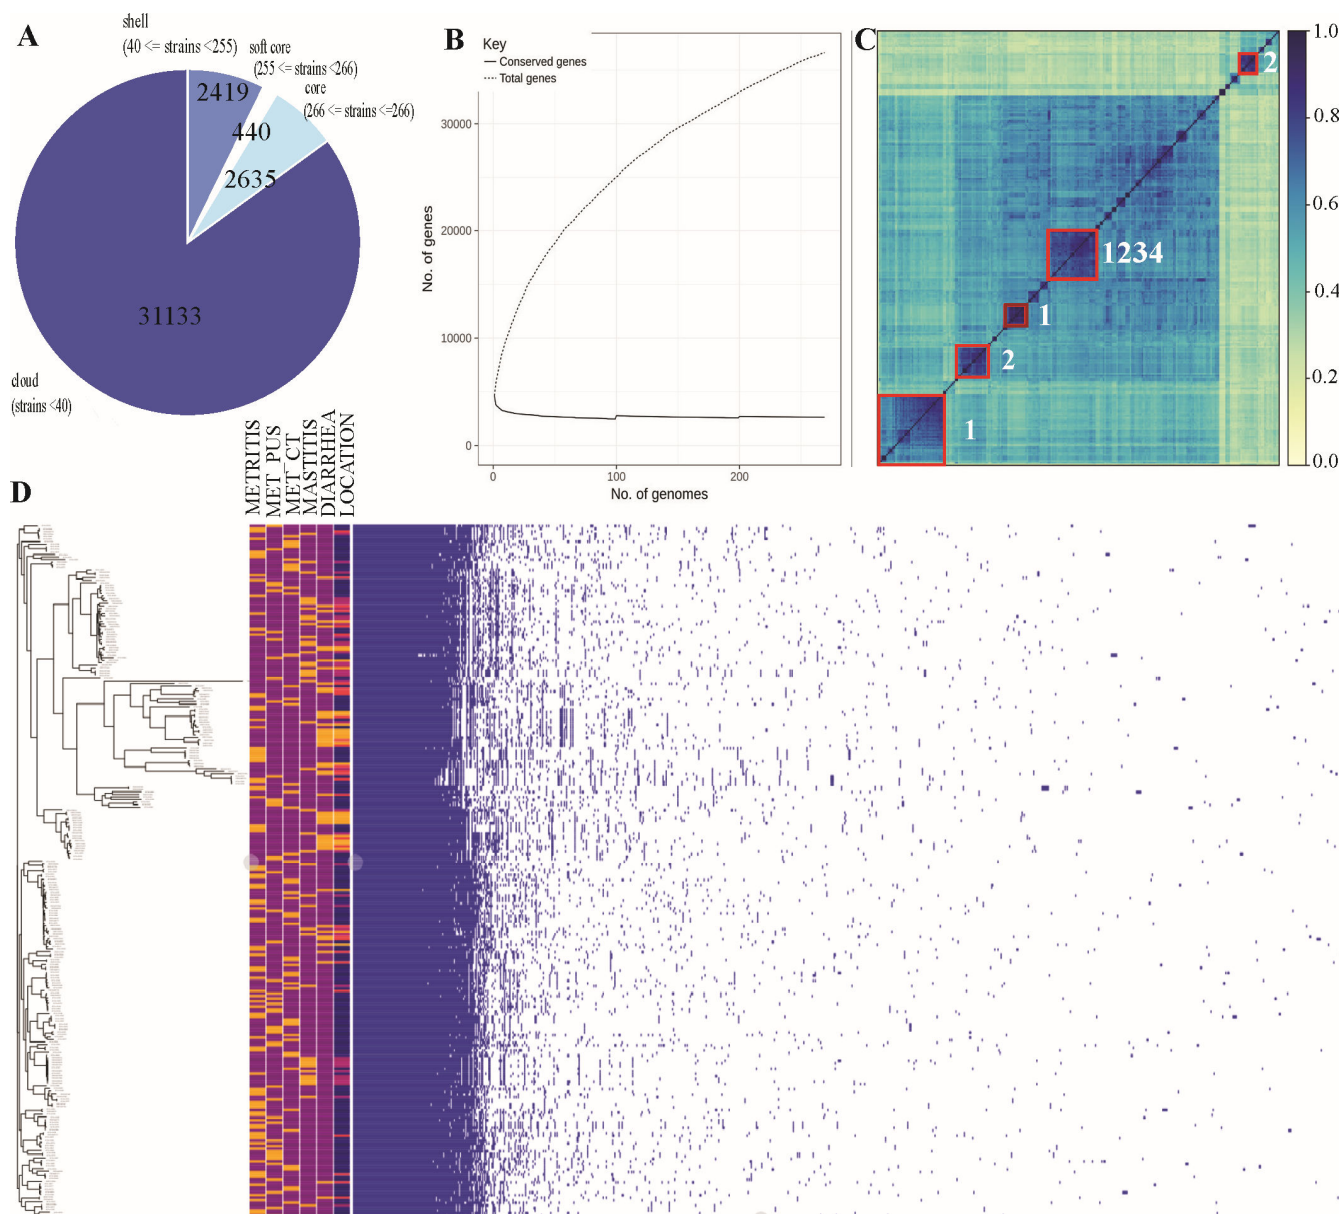 A
shell
(40 <= strains <255)
soft core
(255 <= strains <266)
core
(266 <= strains <=266)
2419
440
2635
31133
cloud
(strains <40)
B
Key
Conserved genes
Total genes
No. of genes
30000
20000
10000
0
0
100
200
No. of genomes
C
2
1234
1
2
1
1.0
0.8
0.6
0.4
0.2
0.0
D
METRITIS
MET_PUS
MET_CT
MASTITIS
DIARRHEA
LOCATION